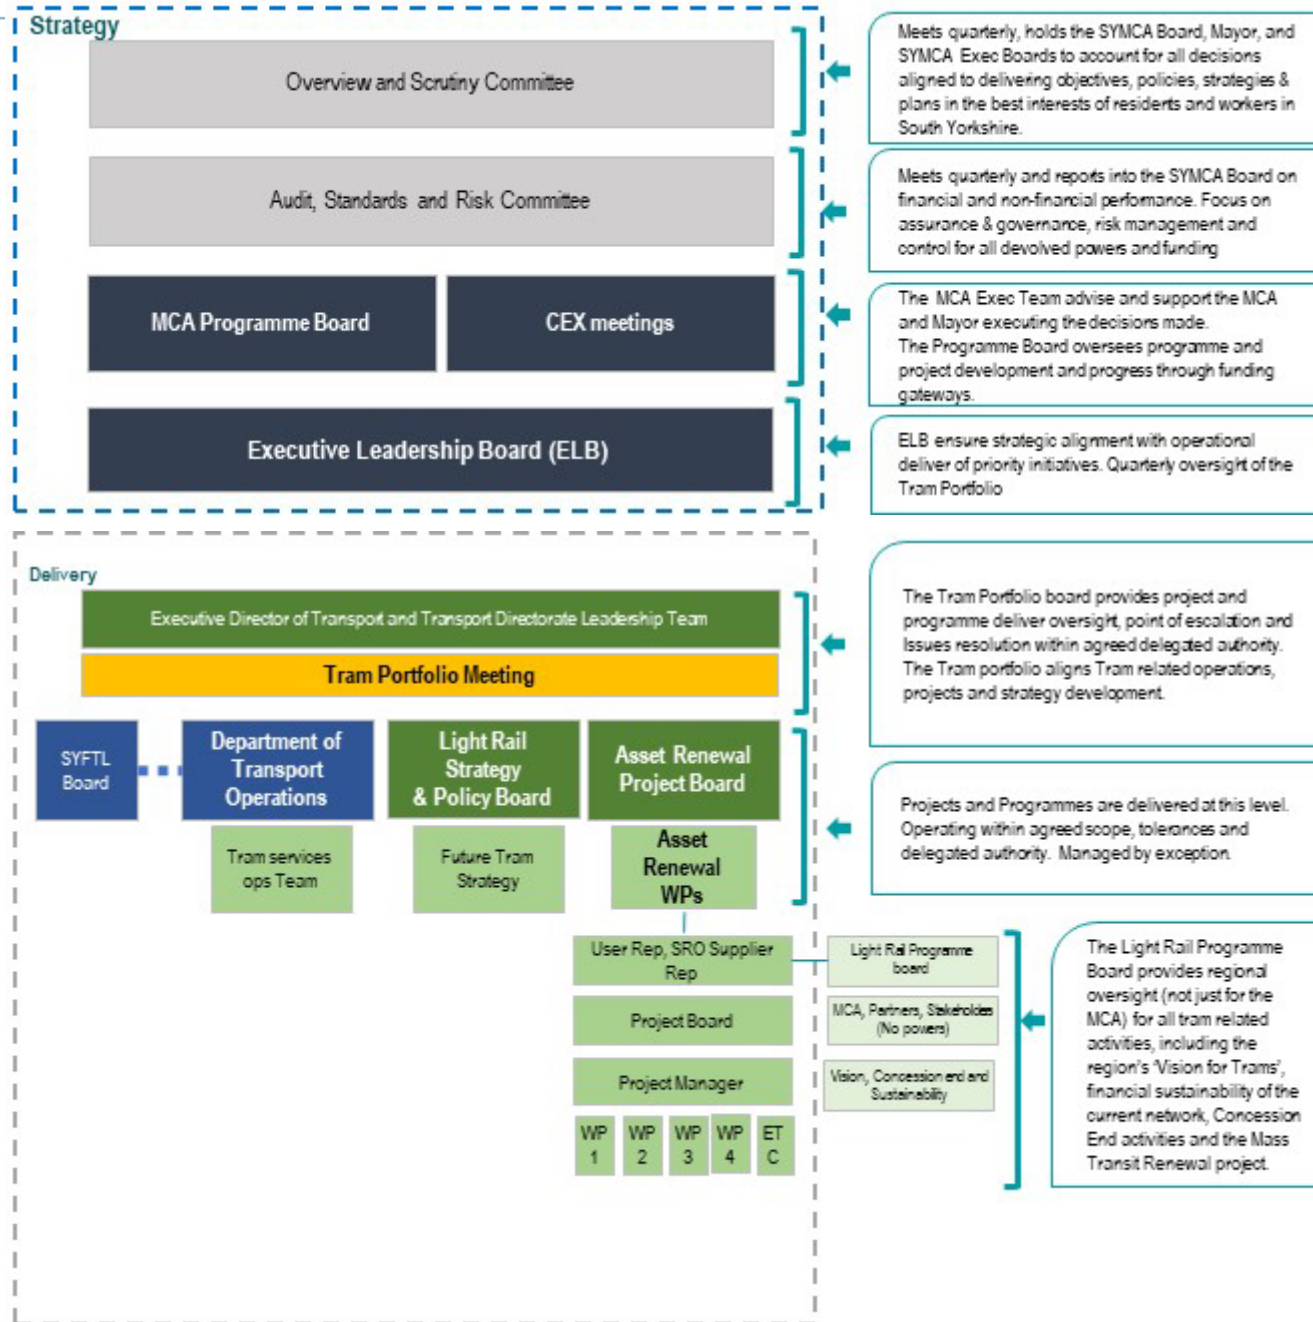 Strategy
Overview and Scrutiny Committee
Meets quarterly, holds the SYMCA Board, Mayor, and
SYMCA Exec Boards to account for all decisions
aligned to delivering objectives, policies, strategies &
plans in the best interests of residents and workers in
South Yorkshire.
Audit, Standards and Risk Committee
Meets quarterly and reports into the SYMCA Board on
financial and non-financial performance. Focus on
assurance & governance, risk management and
control for all devolved powers and funding
MCA Programme Board
CEX meetings
The MCA Exec Team advise and support the MCA
and Mayor executing the decisions made.
The Programme Board oversees programme and
project development and progress through funding
gateways.
Executive Leadership Board (ELB)
ELB ensure strategic alignment with operational
deliver of priority initiatives. Quarterly oversight of the
Tram Portfolio
Delivery
Executive Director of Transport and Transport Directorate Leadership Team
Tram Portfolio Meeting
The Tram Portfolio board provides project and
programme deliver oversight, point of escalation and
Issues resolution within agreed delegated authority.
The Tram portfolio aligns Tram related operations,
projects and strategy development.
SYFTL
Board
Department of
Transport
Operations
Light Rail
Strategy
& Policy Board
Asset Renewal
Project Board
Tram services
ops Team
Future Tram
Strategy
Asset
Renewal
WPs
Projects and Programmes are delivered at this level.
Operating within agreed scope, tolerances and
delegated authority. Managed by exception.
User Rep, SRO Supplier
Rep
Project Board
Project Manager
WP
1
WP
2
WP
3
WP
4
ET
C
Light Rail Programme
board
MCA, Partners, Stakeholdes
(No powers)
Vision, Concession end and
Sustainability
The Light Rail Programme
Board provides regional
oversight (not just for the
MCA) for all tram related
activities, including the
region's 'Vision for Trams',
financial sustainability of the
current network, Concession
End activities and the Mass
Transit Renewal project.